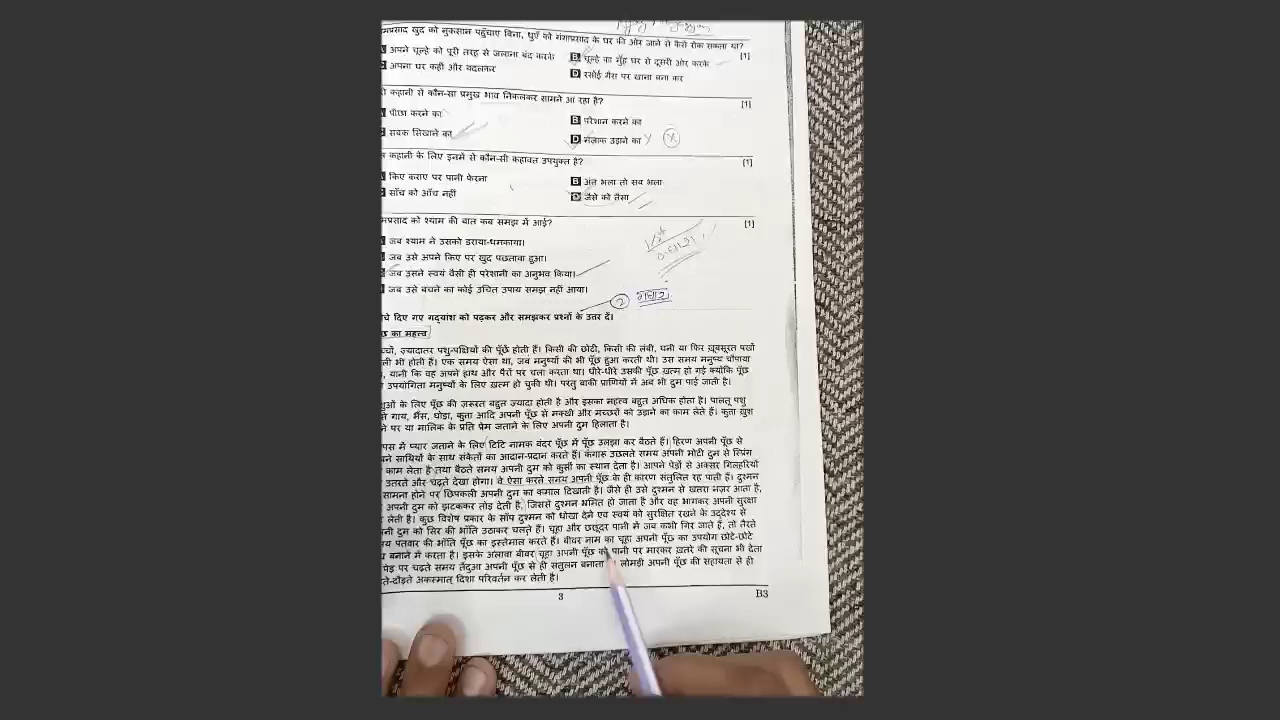 मप्रसाद खुद को नुकसान पहुँचाए बिना, धुएँ को गंगाप्रसाद के घर की ओर जाने से कैसे रोक सकता था?
[1]
अपने चूल्हे को पूरी तरह से जलाना बंद करके
B चूल्हे का मुँह घर से दूसरी ओर करके
अपना घर कहीं और बदलकर
D रसोई गैस पर खाना बना कर
कहानी से कौन-सा प्रमुख भाव निकलकर सामने आ रहा है?
[1]
पीछा करने का
B परेशान करने का
सबक सिखाने का
D मज़ाक उड़ाने का
कहानी के लिए इनमें से कौन-सी कहावत उपयुक्त है?
[1]
किए कराए पर पानी फेरना
B अंत भला तो सब भला
साँच को आँच नहीं
D जैसे को तैसा
मप्रसाद को श्याम की बात कब समझ में आई?
[1]
जब श्याम ने उसको डराया-धमकाया।
जब उसे अपने किए पर खुद पछतावा हुआ।
जब उसने स्वयं वैसी ही परेशानी का अनुभव किया।
जब उसे बचने का कोई उचित उपाय समझ नहीं आया।
2
चे दिए गए गद्यांश को पढ़कर और समझकर प्रश्नों के उत्तर दें।
छ का महत्त्व
च्चों, ज़्यादातर पशु-पक्षियों की पूँछें होती हैं। किसी की छोटी, किसी की लंबी, घनी या फिर ख़ूबसूरत पंखों
ली भी होती हैं। एक समय ऐसा था, जब मनुष्यों की भी पूँछ हुआ करती थी। उस समय मनुष्य चौपाया
, यानी कि वह अपने हाथ और पैरों पर चला करता था। धीरे-धीरे उसकी पूँछ ख़त्म हो गई क्योंकि पूँछ
उपयोगिता मनुष्यों के लिए ख़त्म हो चुकी थी। परंतु बाकी प्राणियों में अब भी दुम पाई जाती है।
शुओं के लिए पूँछ की ज़रूरत बहुत ज़्यादा होती है और इसका महत्व बहुत अधिक होता है। पालतू पशु
से गाय, भैंस, घोड़ा, कुत्ता आदि अपनी पूँछ से मक्खी और मच्छरों को उड़ाने का काम लेते हैं। कुत्ता ख़ुश
ने पर या मालिक के प्रति प्रेम जताने के लिए अपनी दुम हिलाता है।
पस में प्यार जताने के लिए टिटि नामक बंदर पूँछ में पूँछ उलझा कर बैठते हैं। हिरण अपनी पूँछ से
पने साथियों के साथ संकेतों का आदान-प्रदान करते हैं। कंगारू उछलते समय अपनी मोटी दुम से स्प्रिंग
काम लेता है तथा बैठते समय अपनी दुम को कुर्सी का स्थान देता है। आपने पेड़ों से अक्सर गिलहरियों
उतरते और चढ़ते देखा होगा। वे ऐसा करते समय अपनी पूँछ के ही कारण संतुलित रह पाती हैं। दुश्मन
सामना होने पर छिपकली अपनी दुम का कमाल दिखाती है। जैसे ही उसे दुश्मन से खतरा नज़र आता है,
अपनी दुम को झटककर तोड़ देती है, जिससे दुश्मन भ्रमित हो जाता है और वह भागकर अपनी सुरक्षा
लेती है। कुछ विशेष प्रकार के साँप दुश्मन को धोखा देने एवं स्वयं को सुरक्षित रखने के उद्देश्य से
पनी दुम को सिर की भाँति उठाकर चलते हैं। चूहा और छछूंदर पानी में जब कभी गिर जाते हैं, तो तैरते
मय पतवार की भाँति पूँछ का इस्तेमाल करते हैं। बीवर नाम का चूहा अपनी पूँछ का उपयोग छोटे-छोटे
बनाने में करता है। इसके अलावा बीवर चूहा अपनी पूँछ को पानी पर मारकर ख़तरे की सूचना भी देता
पेड़ पर चढ़ते समय तेंदुआ अपनी पूँछ से ही संतुलन बनाता लोमड़ी अपनी पूँछ की सहायता से ही
ते-दौड़ते अकस्मात् दिशा परिवर्तन कर लेती है।
3
B3